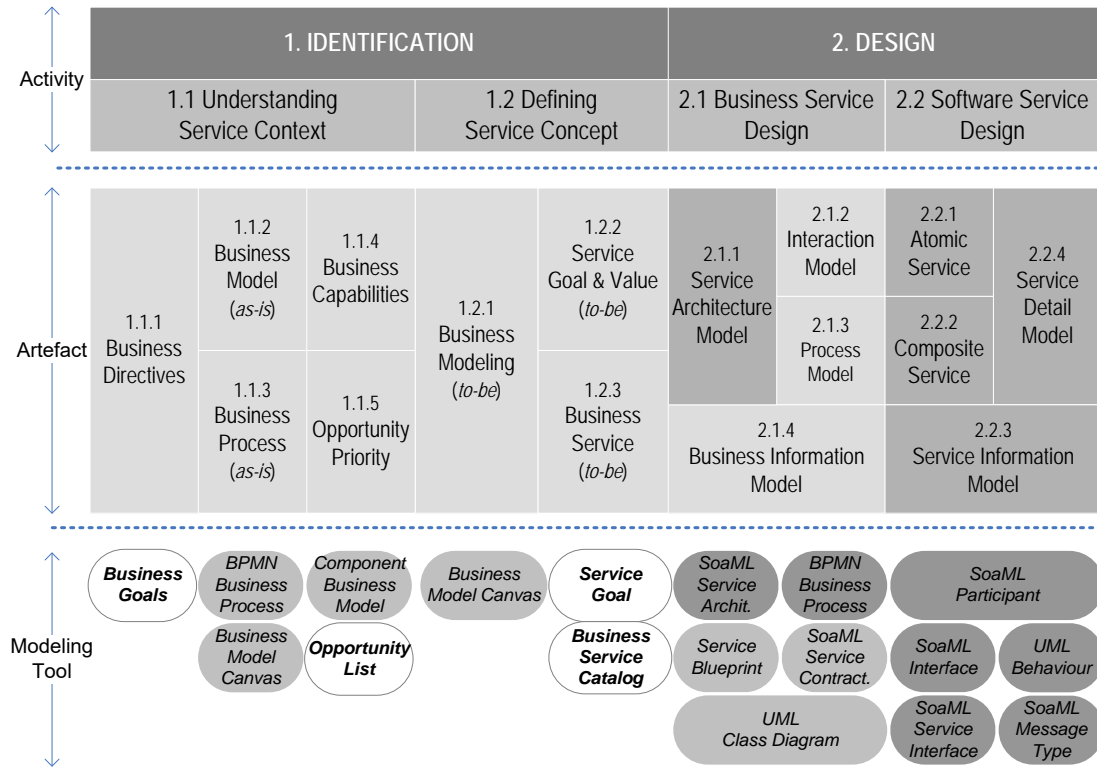 1. IDENTIFICATION
2. DESIGN
Activity
1.1 Understanding
Service Context
1.2 Defining
Service Concept
2.1 Business Service
Design
2.2 Software Service
Design
Artefact
1.1.1
Business
Directives
1.1.2
Business
Model
(as-is)
1.1.3
Business
Process
(as-is)
1.1.4
Business
Capabilities
1.1.5
Opportunity
Priority
1.2.1
Business
Modeling
(to-be)
1.2.2
Service
Goal & Value
(to-be)
1.2.3
Business
Service
(to-be)
2.1.1
Service
Architecture
Model
2.1.2
Interaction
Model
2.1.3
Process
Model
2.1.4
Business Information
Model
2.2.1
Atomic
Service
2.2.2
Composite
Service
2.2.4
Service
Detail
Model
2.2.3
Service Information
Model
Modeling
Tool
Business
Goals
BPMN
Business
Process
Business
Model
Canvas
Component
Business
Model
Opportunity
List
Business
Model Canvas
Service
Goal
Business
Service
Catalog
SoaML
Service
Archit.
BPMN
Business
Process
Service
Blueprint
SoaML
Service
Contract.
UML
Class Diagram
SoaML
Participant
SoaML
Interface
UML
Behaviour
SoaML
Service
Interface
SoaML
Message
Type